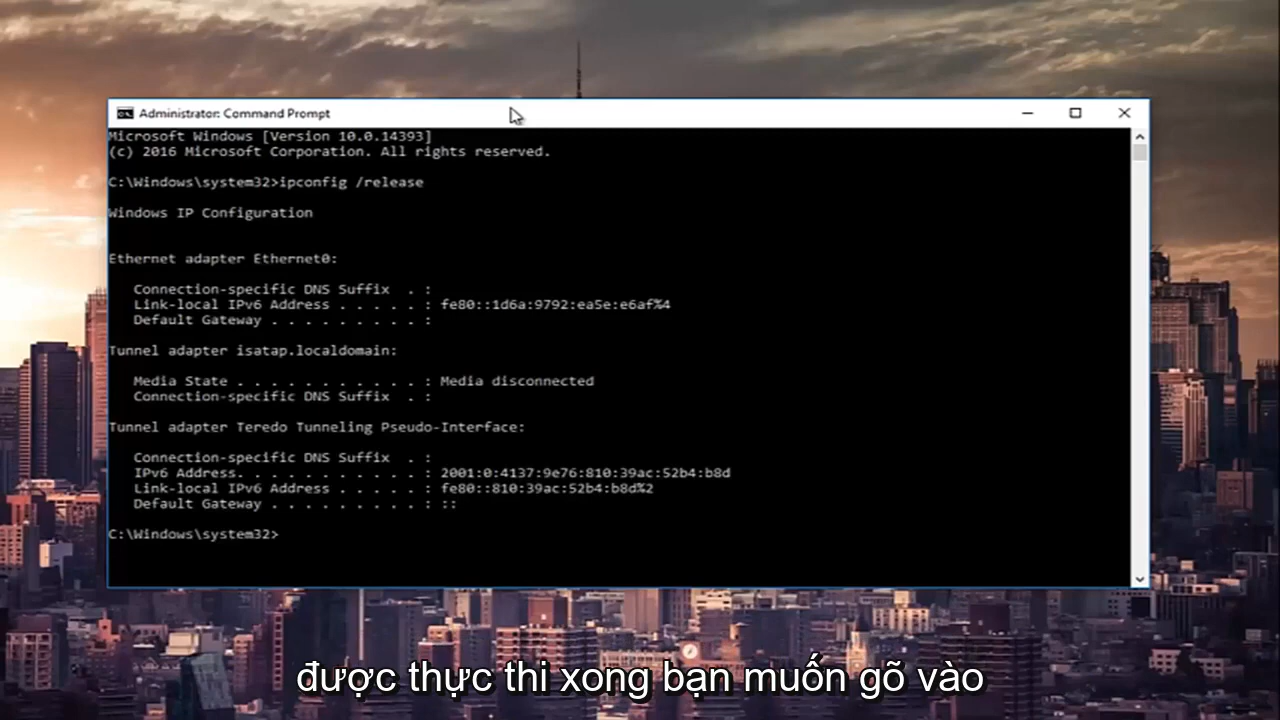 Administrator: Command Prompt
Microsoft Windows [Version 10.0.14393]
(c) 2016 Microsoft Corporation. All rights reserved.
C:\Windows\system32>ipconfig /release
Windows IP Configuration
Ethernet adapter Ethernet0:
Connection-specific DNS Suffix . :
Link-local IPv6 Address . . . . . : fe80::1d6a:9792:ea5e:e6af%4
Default Gateway . . . . . . . . . :
Tunnel adapter isatap.localdomain:
Media State . . . . . . . . . . . : Media disconnected
Connection-specific DNS Suffix . :
Tunnel adapter Teredo Tunneling Pseudo-Interface:
Connection-specific DNS Suffix . :
IPv6 Address. . . . . . . . . . . : 2001:0:4137:9e76:810:39ac:52b4:b8d
Link-local IPv6 Address . . . . . : fe80::810:39ac:52b4:b8d%2
Default Gateway . . . . . . . . . : ::
C:\Windows\system32>
được thực thi xong bạn muốn gõ vào